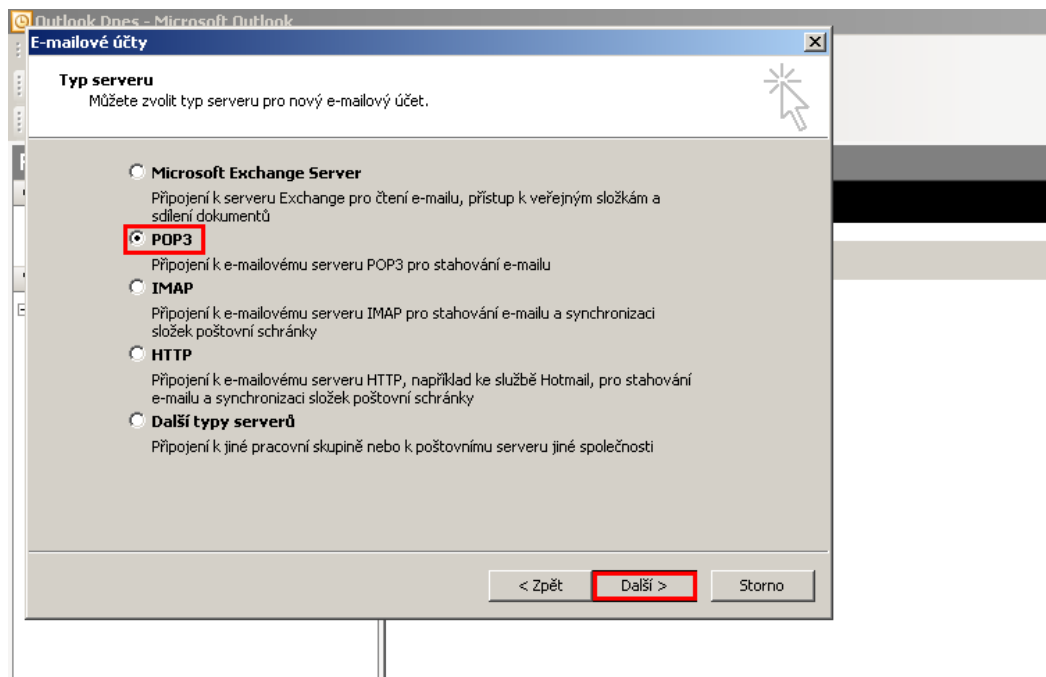 Outlook Dnes - Microsoft Outlook
E-mailové účty
Typ serveru
Můžete zvolit typ serveru pro nový e-mailový účet.
Microsoft Exchange Server
Připojení k serveru Exchange pro čtení e-mailu, přístup k veřejným složkám a
sdílení dokumentů
POP3
Připojení k e-mailovému serveru POP3 pro stahování e-mailu
IMAP
Připojení k e-mailovému serveru IMAP pro stahování e-mailu a synchronizaci
složek poštovní schránky
HTTP
Připojení k e-mailovému serveru HTTP, například ke službě Hotmail, pro stahování
e-mailu a synchronizaci složek poštovní schránky
Další typy serverů
Připojení k jiné pracovní skupině nebo k poštovnímu serveru jiné společnosti
< Zpět
Další >
Storno